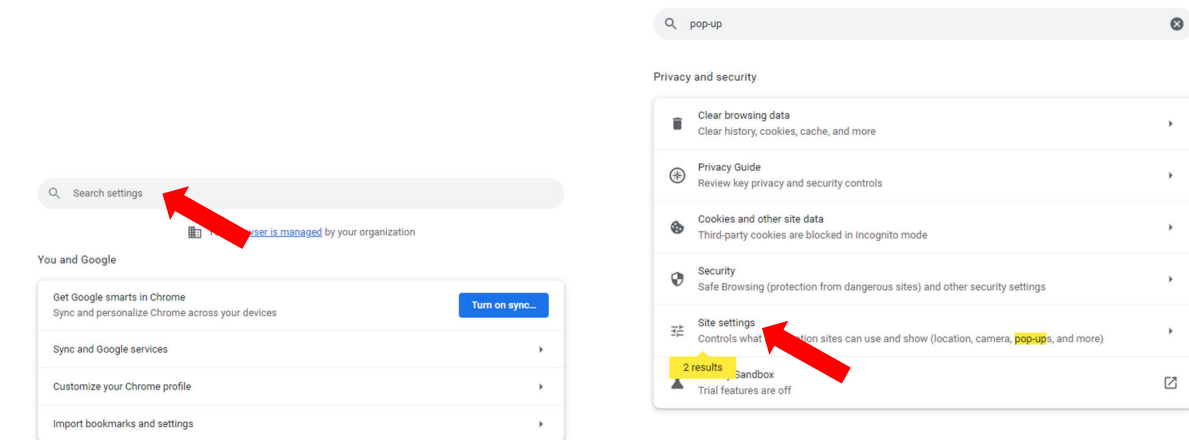 Search settings
wser is managed by your organization
You and Google
Get Google smarts in Chrome
Sync and personalize Chrome across your devices
Turn on sync...
Sync and Google services
Customize your Chrome profile
Import bookmarks and settings
pop-up
Privacy and security
Clear browsing data
Clear history, cookies, cache, and more
Privacy Guide
Review key privacy and security controls
Cookies and other site data
Third-party cookies are blocked in Incognito mode
Security
Safe Browsing (protection from dangerous sites) and other security settings
Site settings
Controls what tion sites can use and show (location, camera, pop-ups, and more)
2 results
Sandbox
Trial features are off